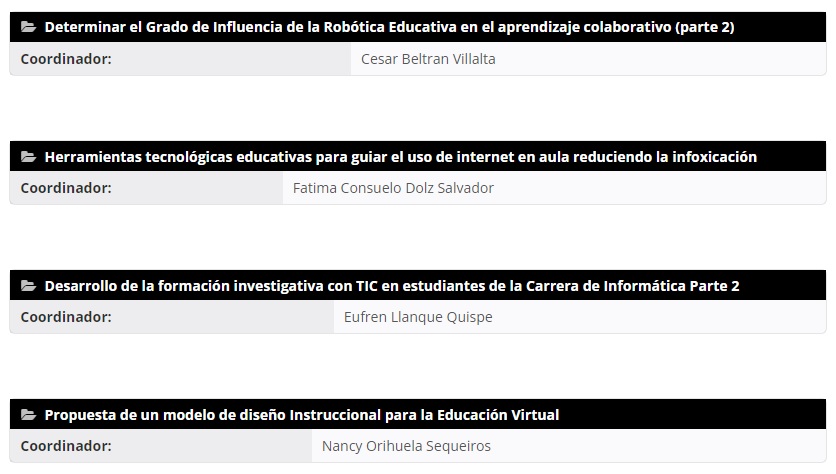 Determinar el Grado de Influencia de la Robótica Educativa en el aprendizaje colaborativo (parte 2)
Coordinador: Cesar Beltran Villalta
Herramientas tecnológicas educativas para guiar el uso de internet en aula reduciendo la infoxicación
Coordinador: Fatima Consuelo Dolz Salvador
Desarrollo de la formación investigativa con TIC en estudiantes de la Carrera de Informática Parte 2
Coordinador: Eufren Llanque Quispe
Propuesta de un modelo de diseño Instruccional para la Educación Virtual
Coordinador: Nancy Orihuela Sequeiros